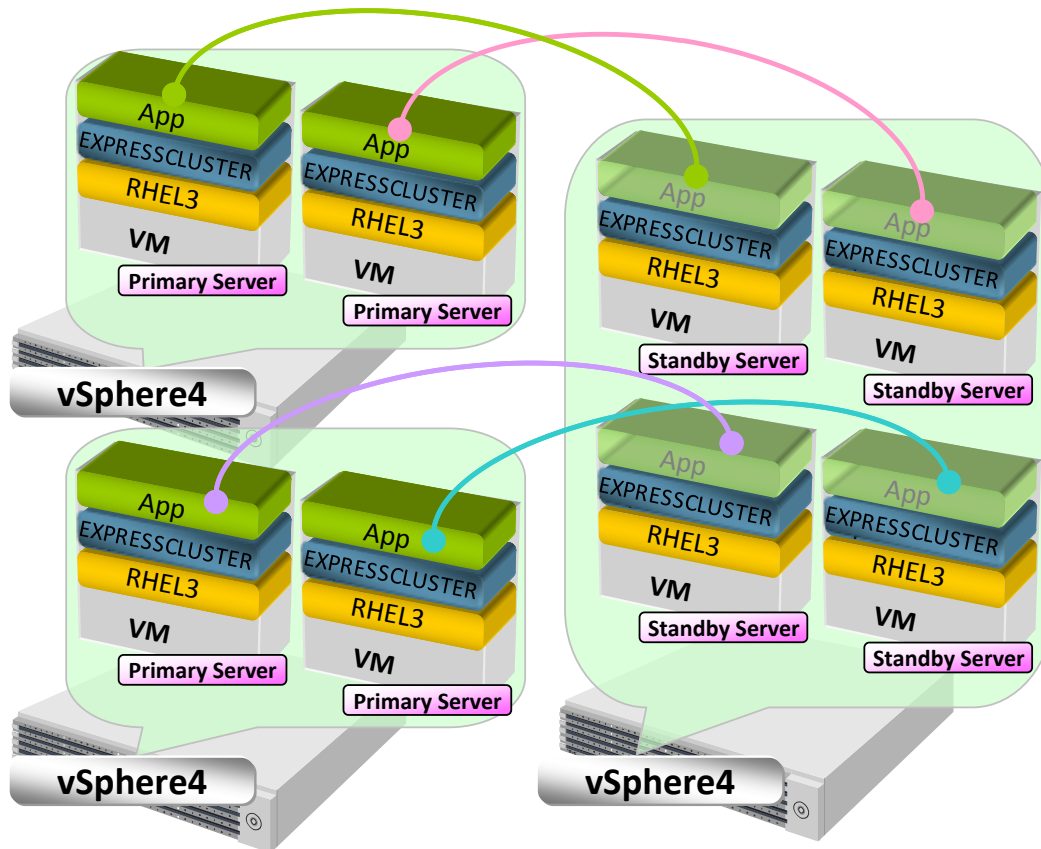 App
EXPRESSCLUSTER
RHEL3
VM
Primary Server
App
EXPRESSCLUSTER
RHEL3
VM
Primary Server
vSphere4
App
EXPRESSCLUSTER
RHEL3
VM
Standby Server
App
EXPRESSCLUSTER
RHEL3
VM
Standby Server
App
EXPRESSCLUSTER
RHEL3
VM
Primary Server
App
EXPRESSCLUSTER
RHEL3
VM
Primary Server
vSphere4
App
EXPRESSCLUSTER
RHEL3
VM
Standby Server
App
EXPRESSCLUSTER
RHEL3
VM
Standby Server
vSphere4